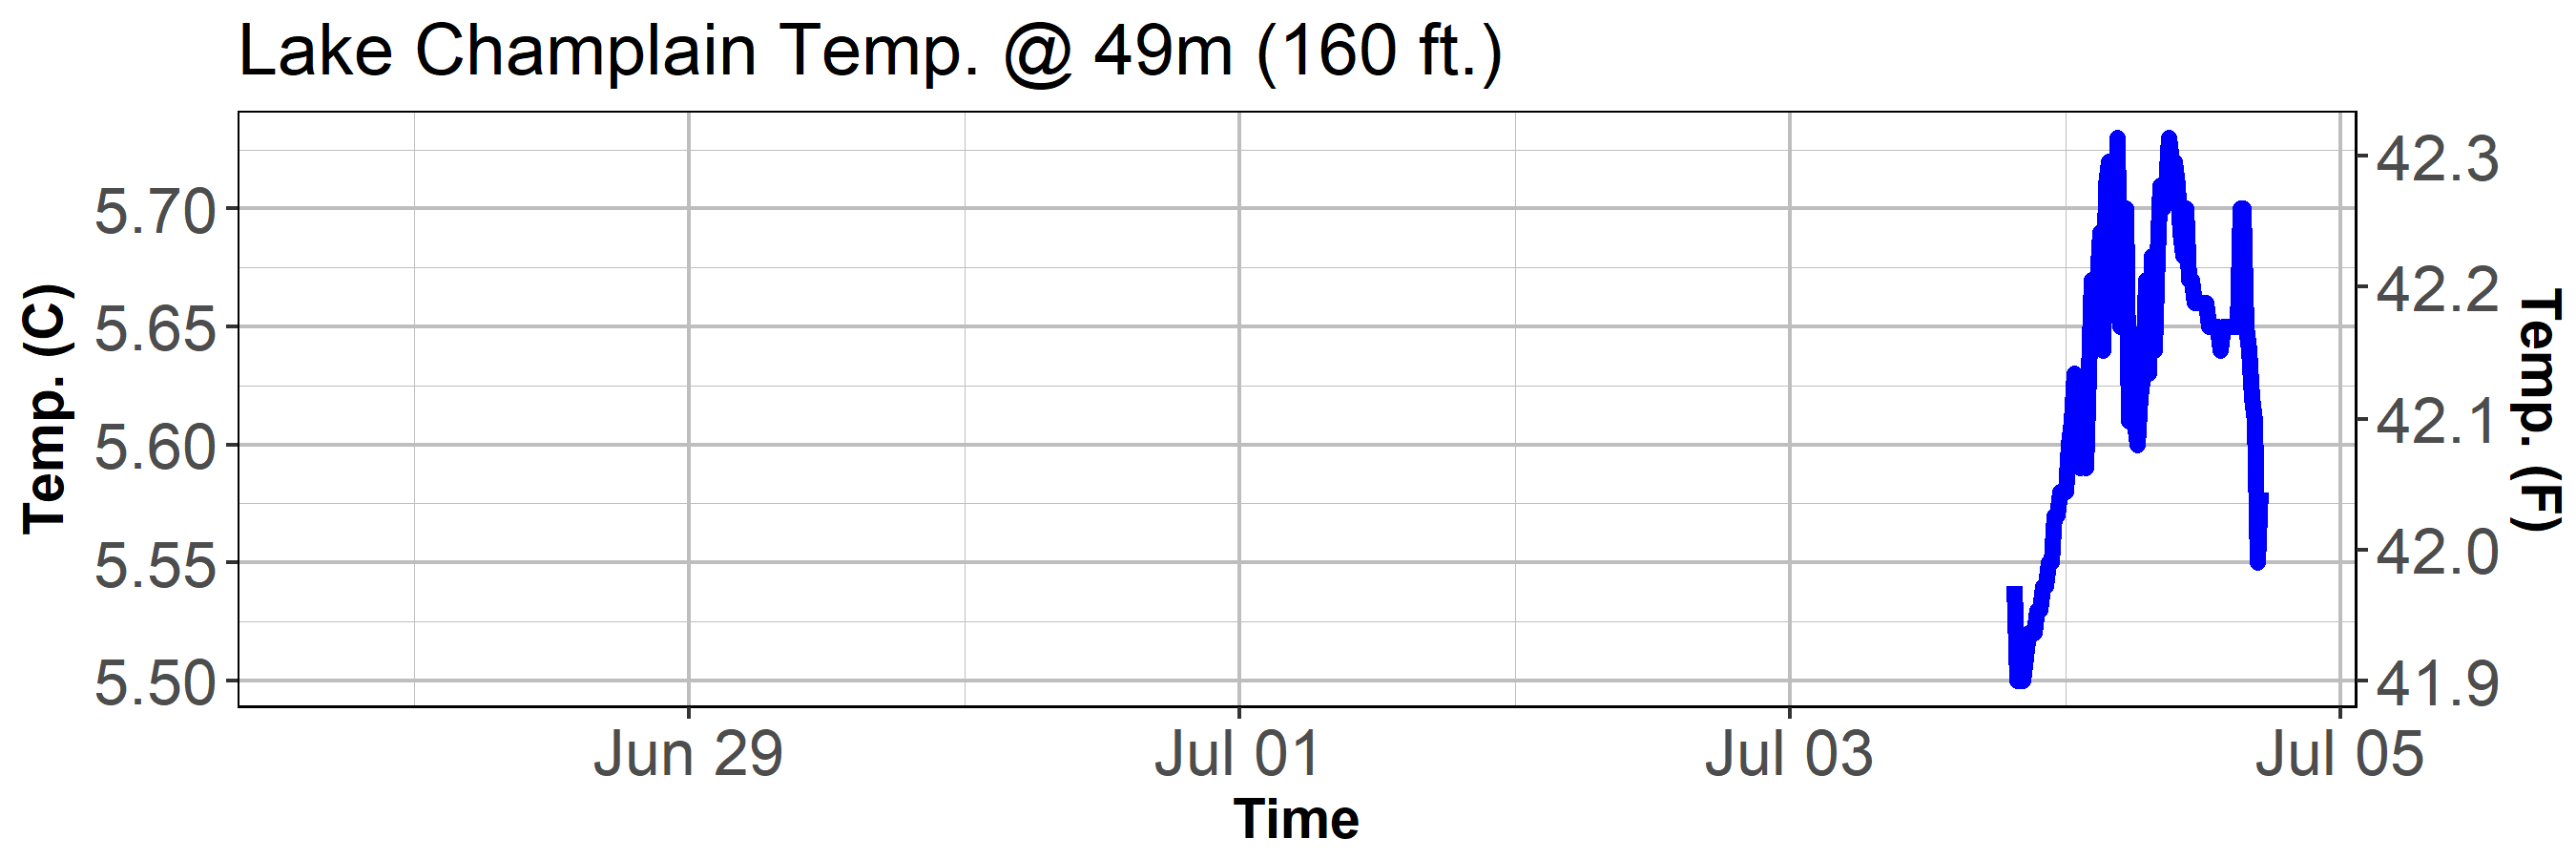 Lake Champlain Temp. @ 49m (160 ft.)
Temp. (C)
5.70
5.65
5.60
5.55
5.50
42.3
42.2
42.1
42.0
41.9
Temp. (F)
Jun 29 Jul 01 Jul 03 Jul 05
Time